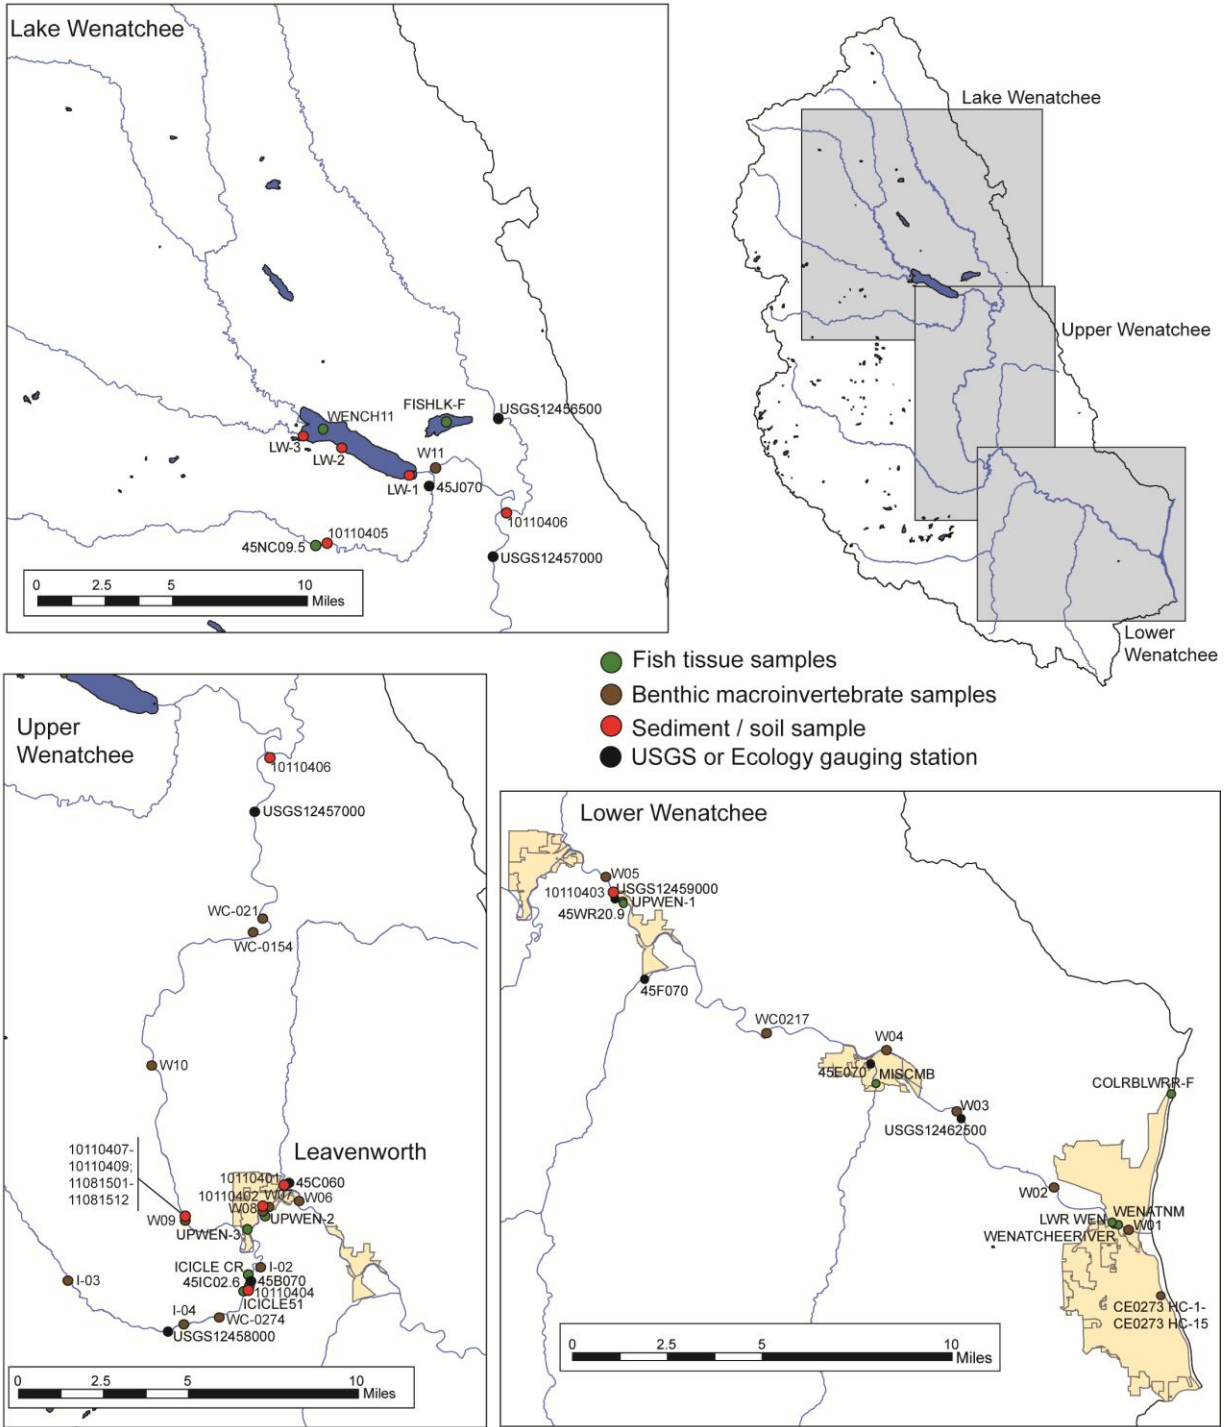 Lake Wenatchee
WENCH11
FISHLK-F
USGS12456500
LW-3
LW-2
W11
LW-1
45J070
10110406
10110405
45NC09.5
USGS12457000
0 2.5 5 10
Miles
Lake Wenatchee
Upper Wenatchee
Lower
Wenatchee
Fish tissue samples
Benthic macroinvertebrate samples
Sediment / soil sample
USGS or Ecology gauging station
Upper
Wenatchee
10110406
USGS12457000
WC-021
WC-0154
W10
Leavenworth
10110407-
10110409;
11081501-
11081512
10110401
45C060
10110402
W07
W06
W08
W09
UPWEN-2
UPWEN-3
ICICLE CR
I-02
45IC02.6
45B070
10110404
ICICLE51
I-03
I-04
WC-0274
USGS12458000
0 2.5 5 10
Miles
Lower Wenatchee
W05
10110403
USGS12459000
UPWEN-1
45WR20.9
45F070
WC0217
W04
45E070
MISCMB
COLRBLWRR-F
W03
USGS12462500
W02
LWR WEN
WENATNM
W01
WENATCHEERIVER
CE0273 HC-1-
CE0273 HC-15
0 2.5 5 10
Miles